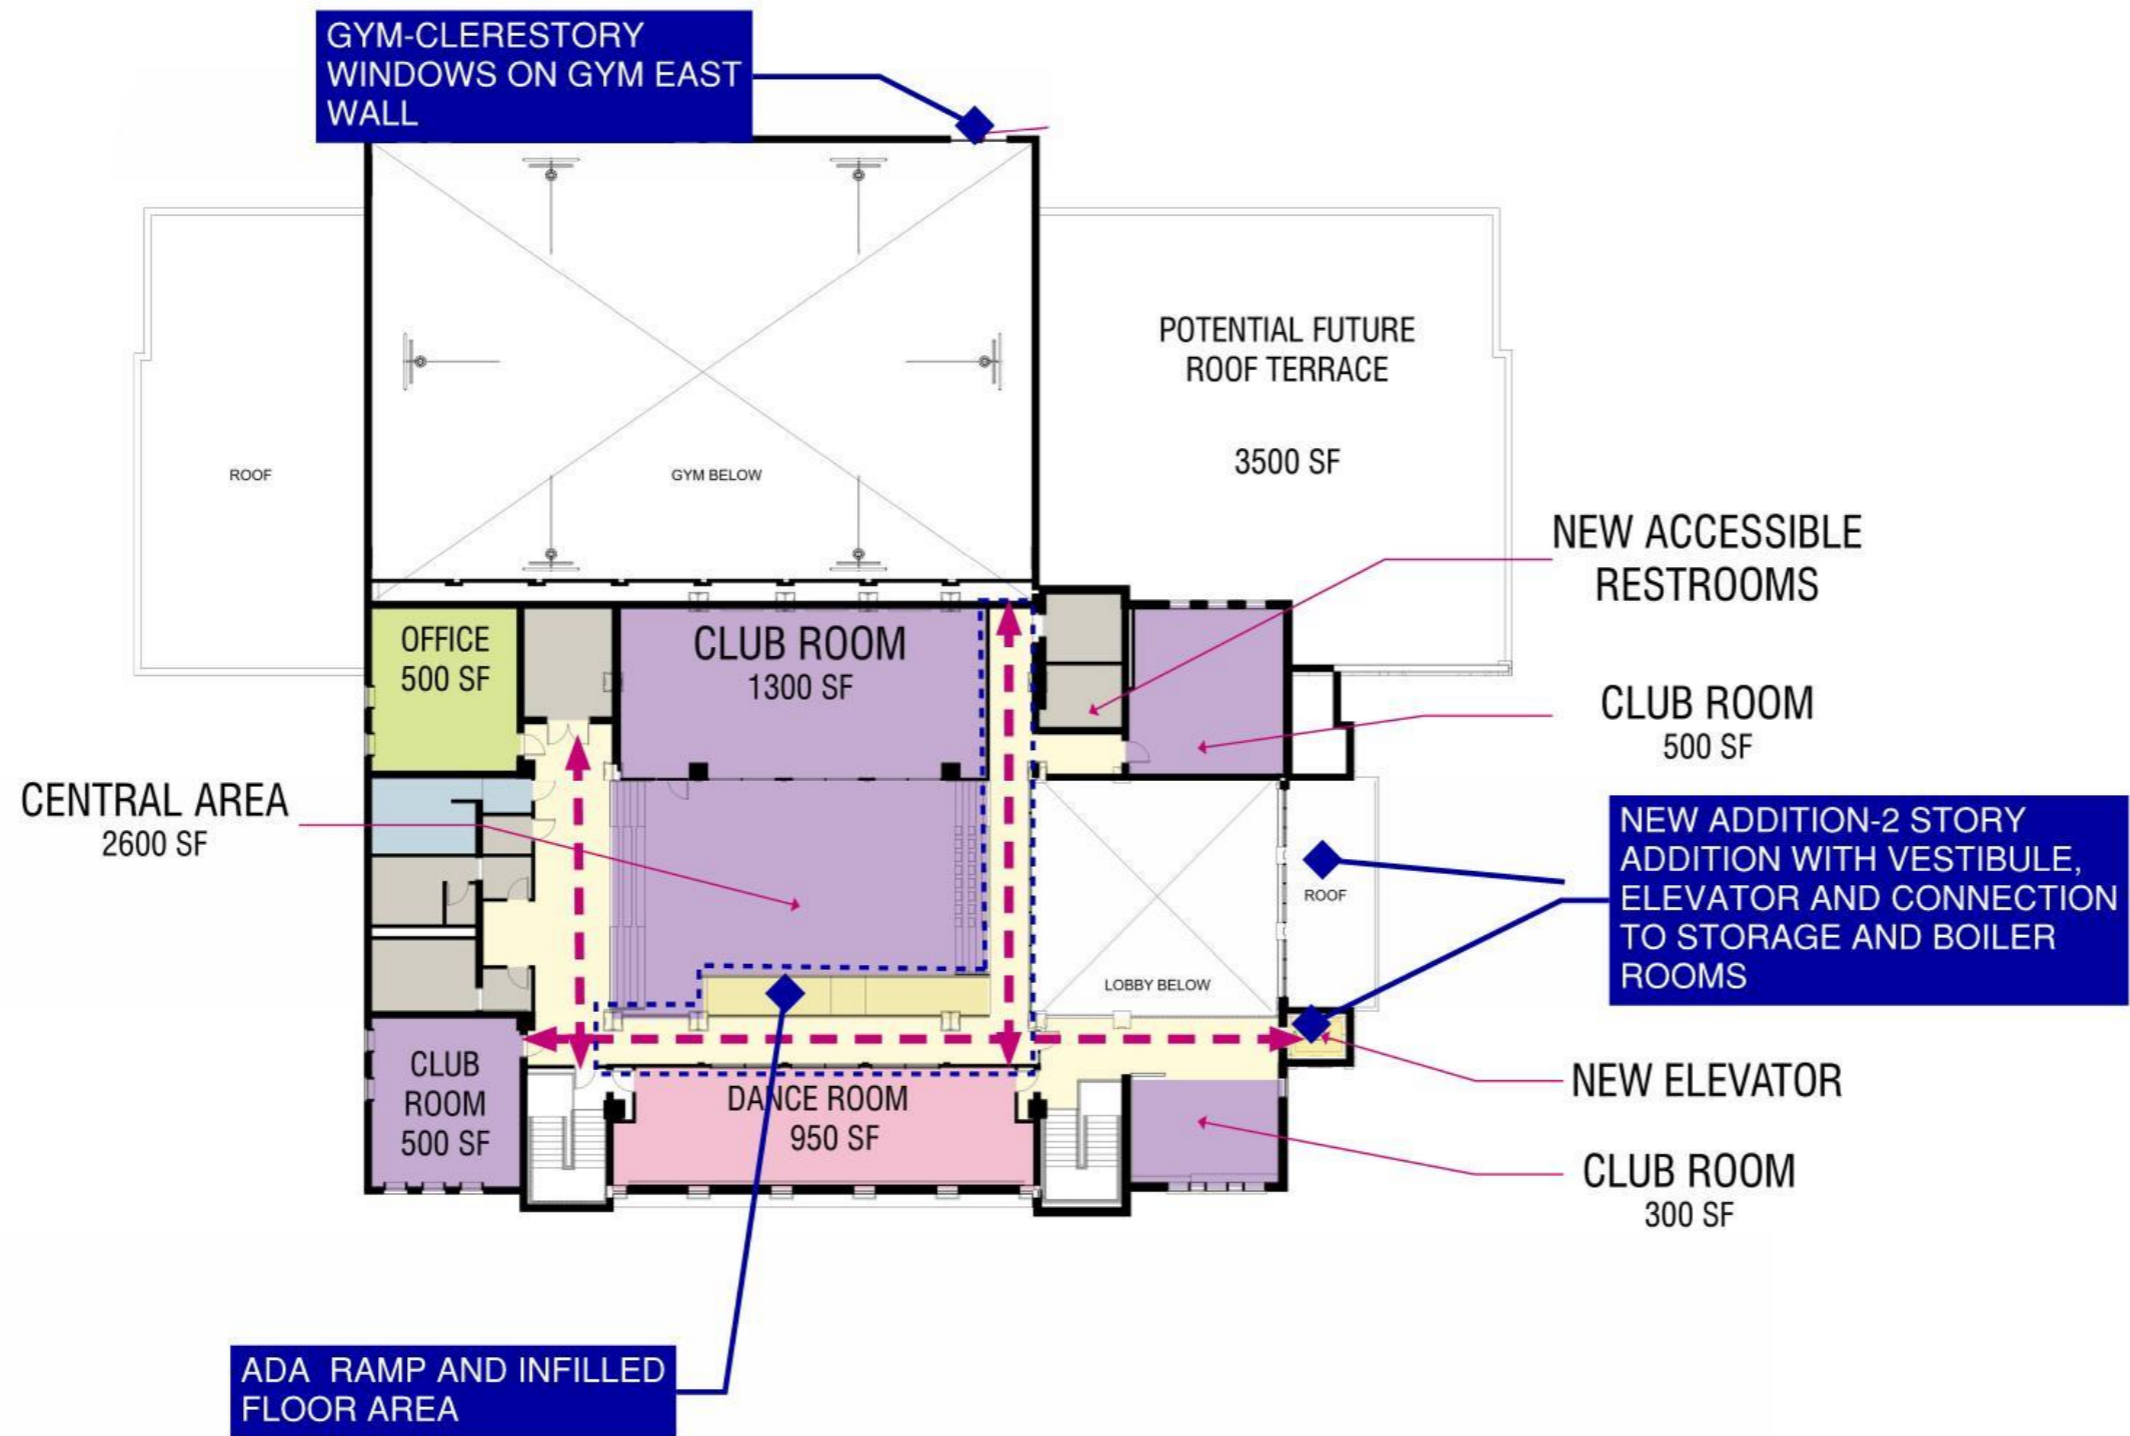 GYM-CLERESTORY
WINDOWS ON GYM EAST
WALL
POTENTIAL FUTURE
ROOF TERRACE
3500 SF
ROOF
GYM BELOW
NEW ACCESSIBLE
RESTROOMS
OFFICE
500 SF
CLUB ROOM
1300 SF
CLUB ROOM
500 SF
CENTRAL AREA
2600 SF
NEW ADDITION-2 STORY
ADDITION WITH VESTIBULE,
ELEVATOR AND CONNECTION
TO STORAGE AND BOILER
ROOMS
ROOF
LOBBY BELOW
CLUB
ROOM
500 SF
DANCE ROOM
950 SF
NEW ELEVATOR
CLUB ROOM
300 SF
ADA  RAMP AND INFILLED
FLOOR AREA